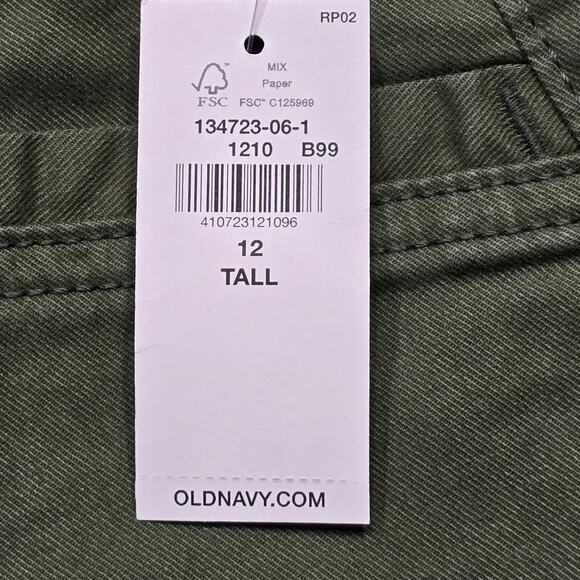 RP02
MIX
Paper
FSC™ C125969
FSC
134723-06-1
1210 B99
410723121096
12
TALL
OLDNAVY.COM